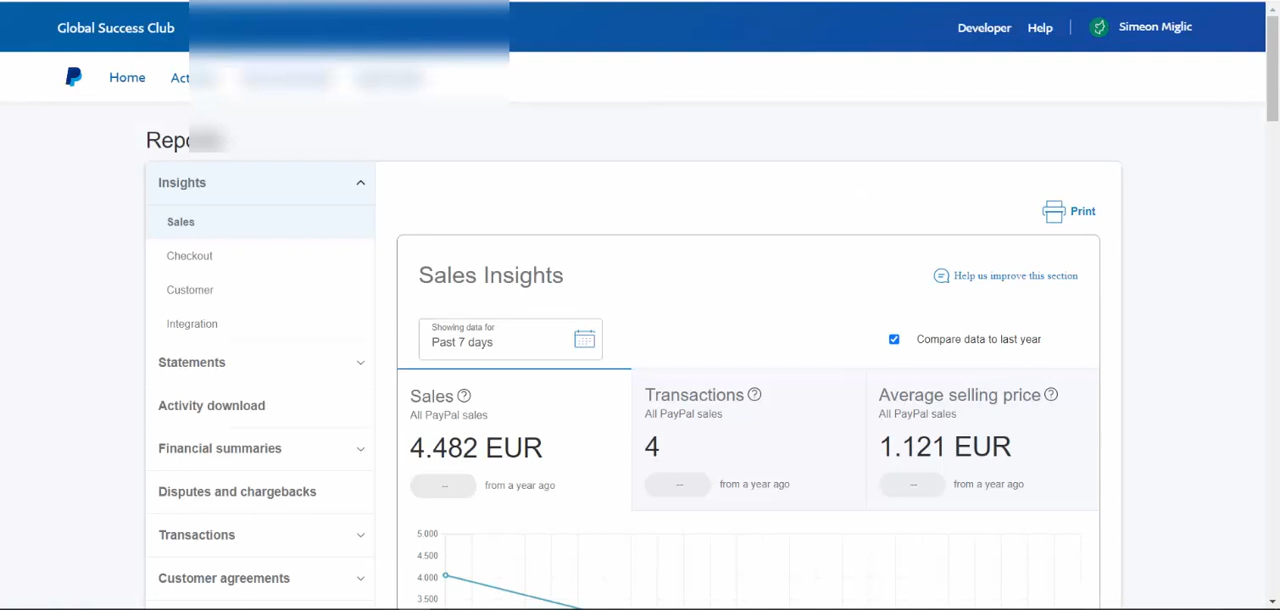 Global Success Club
Developer Help Simeon Miglic
Home
Insights
Sales
Checkout
Customer
Integration
Statements
Activity download
Financial summaries
Disputes and chargebacks
Transactions
Customer agreements
Print
Sales Insights
Help us improve this section
Showing data for
Past 7 days
Compare data to last year
Sales ?
All PayPal sales
4.482 EUR
-- from a year ago
Transactions ?
All PayPal sales
4
-- from a year ago
Average selling price ?
All PayPal sales
1.121 EUR
-- from a year ago
5.000
4.500
4.000
3.500